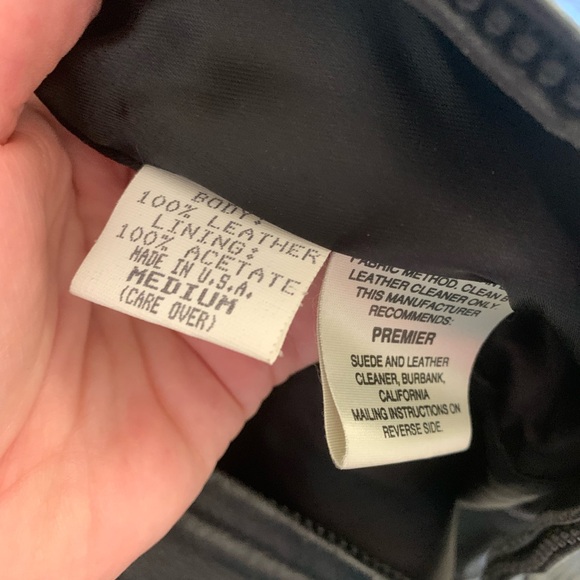 BODY:
100% LEATHER
LINING:
100% ACETATE
MADE IN U.S.A.
MEDIUM
(CARE OVER)
FABRIC METHOD. CLEAN B
LEATHER CLEANER ONLY
THIS MANUFACTURER
RECOMMENDS:
PREMIER
SUEDE AND LEATHER
CLEANER, BURBANK,
CALIFORNIA
MAILING INSTRUCTIONS ON
REVERSE SIDE.